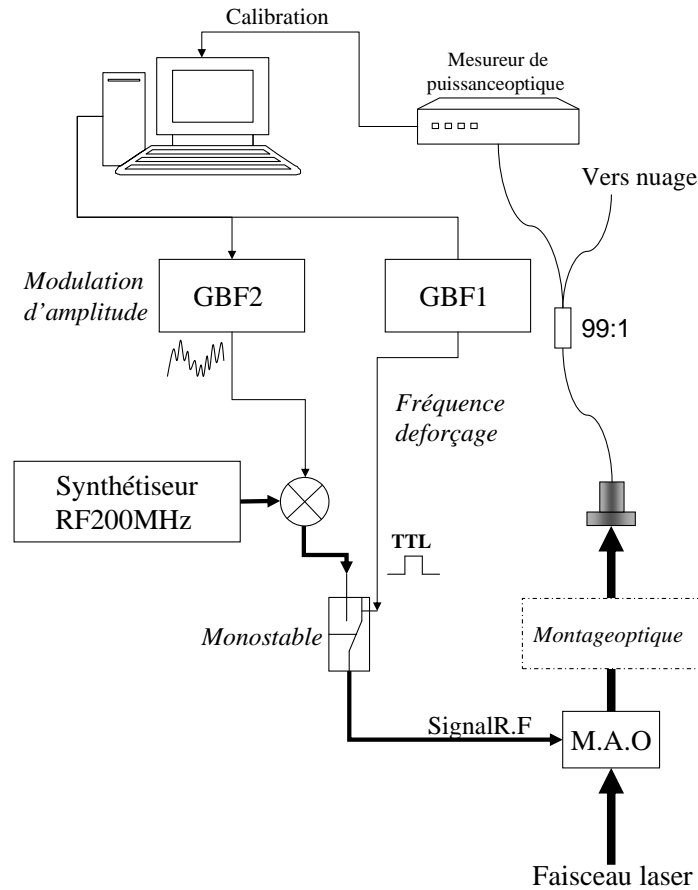 Calibration
Mesureur de
puissanceoptique
Vers nuage
Modulation
d'amplitude
GBF2
GBF1
99:1
Fréquence
deforçage
Synthétiseur
RF200MHz
TTL
Monostable
Montageoptique
SignalR.F
M.A.O
Faisceau laser